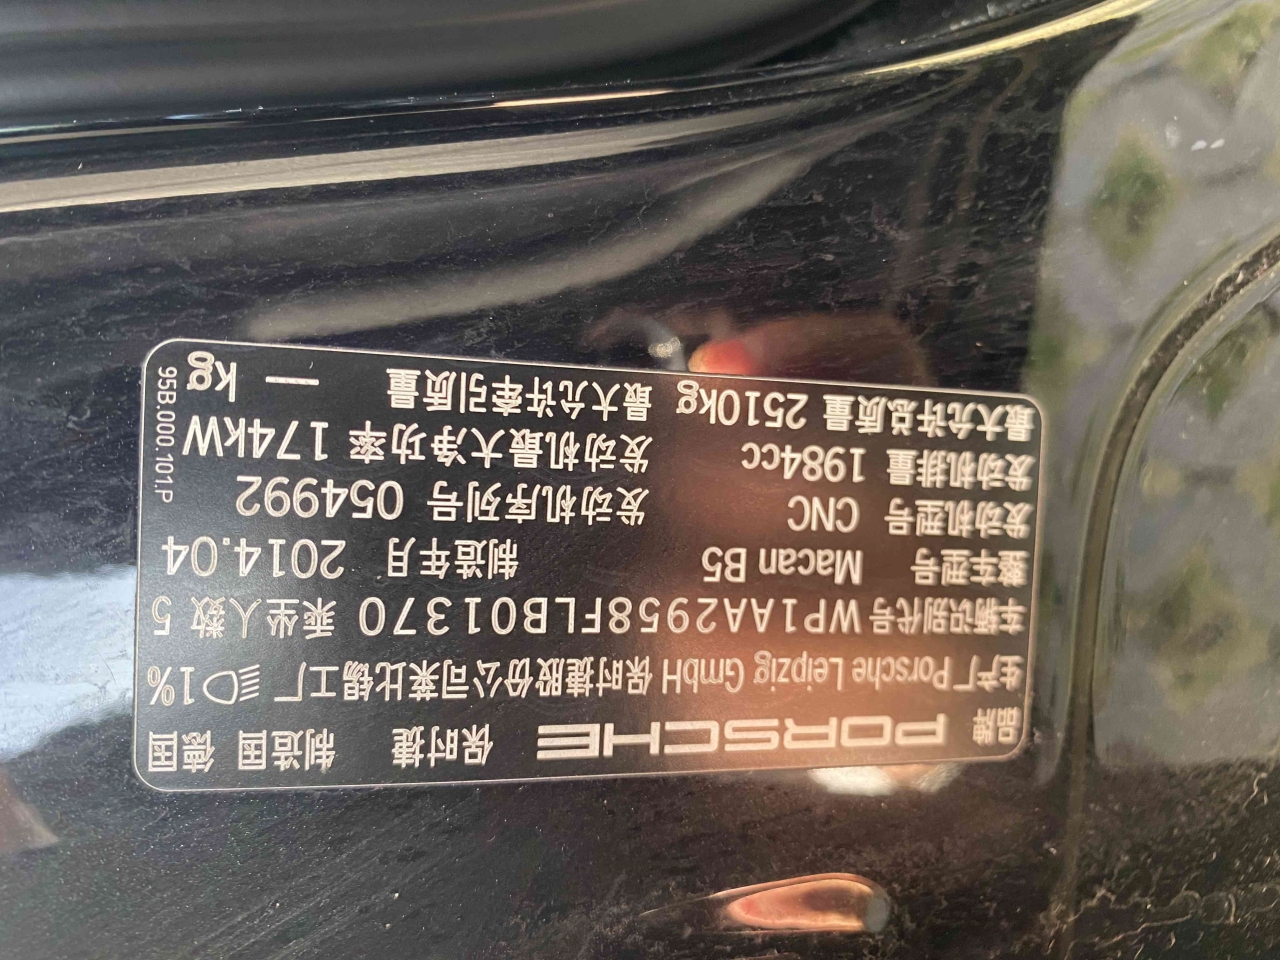 品牌 PORSCHE 保时捷 制造国 德国
生产厂 Porsche Leipzig GmbH 保时捷股份公司莱比锡工厂 1%
车辆识别代号 WP1AA2958FLB01370 乘坐人数 5
整车型号 Macan B5 制造年月 2014.04
发动机型号 CNC 发动机序列号 054992
发动机排量 1984cc 发动机最大净功率 174kW
最大允许总质量 2510kg 最大允许牵引质量 — kg
95B.000.101.P